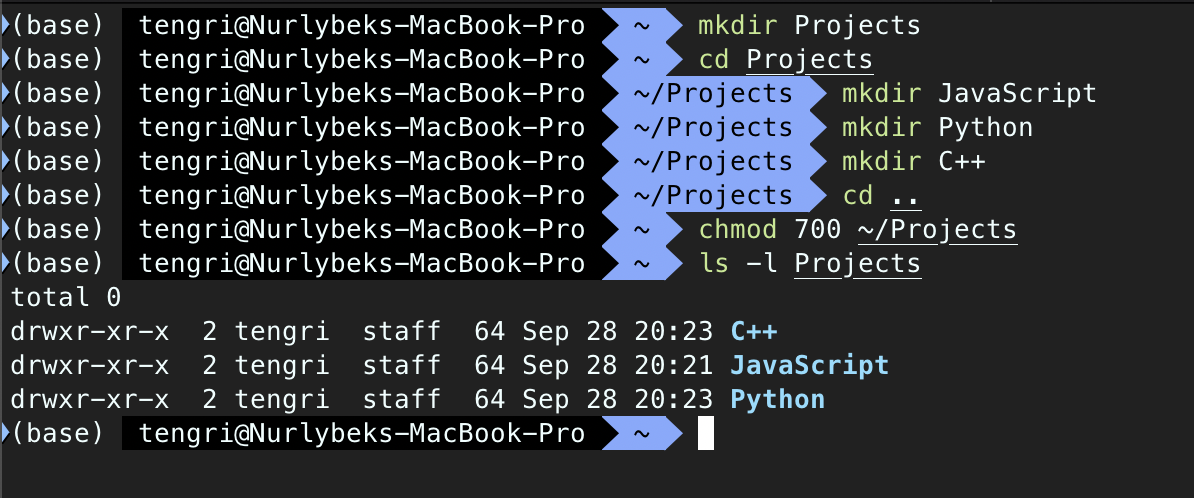 (base) tengri@Nurlybeks-MacBook-Pro ~ mkdir Projects
(base) tengri@Nurlybeks-MacBook-Pro ~ cd Projects
(base) tengri@Nurlybeks-MacBook-Pro ~/Projects mkdir JavaScript
(base) tengri@Nurlybeks-MacBook-Pro ~/Projects mkdir Python
(base) tengri@Nurlybeks-MacBook-Pro ~/Projects mkdir C++
(base) tengri@Nurlybeks-MacBook-Pro ~/Projects cd ..
(base) tengri@Nurlybeks-MacBook-Pro ~ chmod 700 ~/Projects
(base) tengri@Nurlybeks-MacBook-Pro ~ ls -l Projects
total 0
drwxr-xr-x  2 tengri  staff  64 Sep 28 20:23 C++
drwxr-xr-x  2 tengri  staff  64 Sep 28 20:21 JavaScript
drwxr-xr-x  2 tengri  staff  64 Sep 28 20:23 Python
(base) tengri@Nurlybeks-MacBook-Pro ~